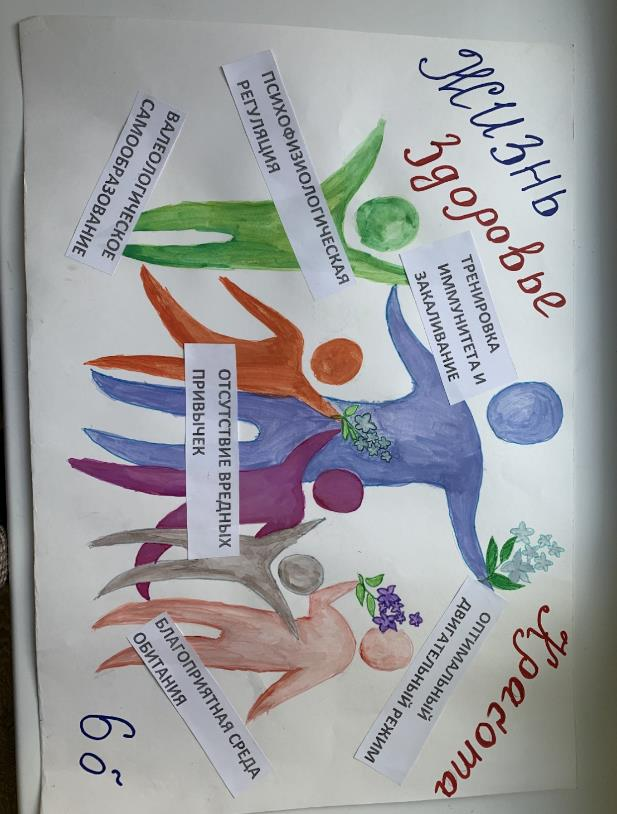 Жизнь
Здоровье
Красота
ВАЛЕОЛОГИЧЕСКОЕ
САМООБРАЗОВАНИЕ
ПСИХОФИЗИОЛОГИЧЕСКАЯ
РЕГУЛЯЦИЯ
ТРЕНИРОВКА
ИММУНИТЕТА И
ЗАКАЛИВАНИЕ
ОТСУТСТВИЕ ВРЕДНЫХ
ПРИВЫЧЕК
ОПТИМАЛЬНЫЙ
ДВИГАТЕЛЬНЫЙ РЕЖИМ
БЛАГОПРИЯТНАЯ СРЕДА
ОБИТАНИЯ
6б